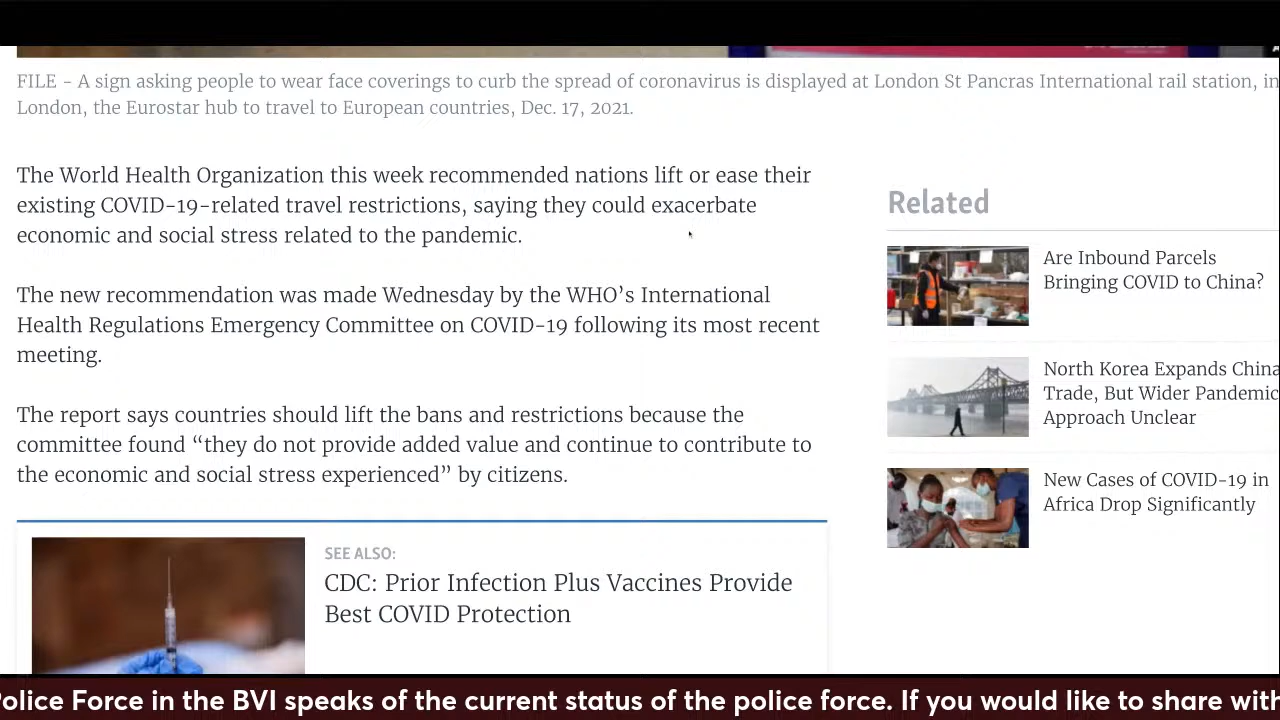 FILE - A sign asking people to wear face coverings to curb the spread of coronavirus is displayed at London St Pancras International rail station, in
London, the Eurostar hub to travel to European countries, Dec. 17, 2021.
The World Health Organization this week recommended nations lift or ease their
existing COVID-19-related travel restrictions, saying they could exacerbate
economic and social stress related to the pandemic.
The new recommendation was made Wednesday by the WHO’s International
Health Regulations Emergency Committee on COVID-19 following its most recent
meeting.
The report says countries should lift the bans and restrictions because the
committee found “they do not provide added value and continue to contribute to
the economic and social stress experienced” by citizens.
SEE ALSO:
CDC: Prior Infection Plus Vaccines Provide
Best COVID Protection
Related
Are Inbound Parcels
Bringing COVID to China?
North Korea Expands China
Trade, But Wider Pandemic
Approach Unclear
New Cases of COVID-19 in
Africa Drop Significantly
Police Force in the BVI speaks of the current status of the police force. If you would like to share with